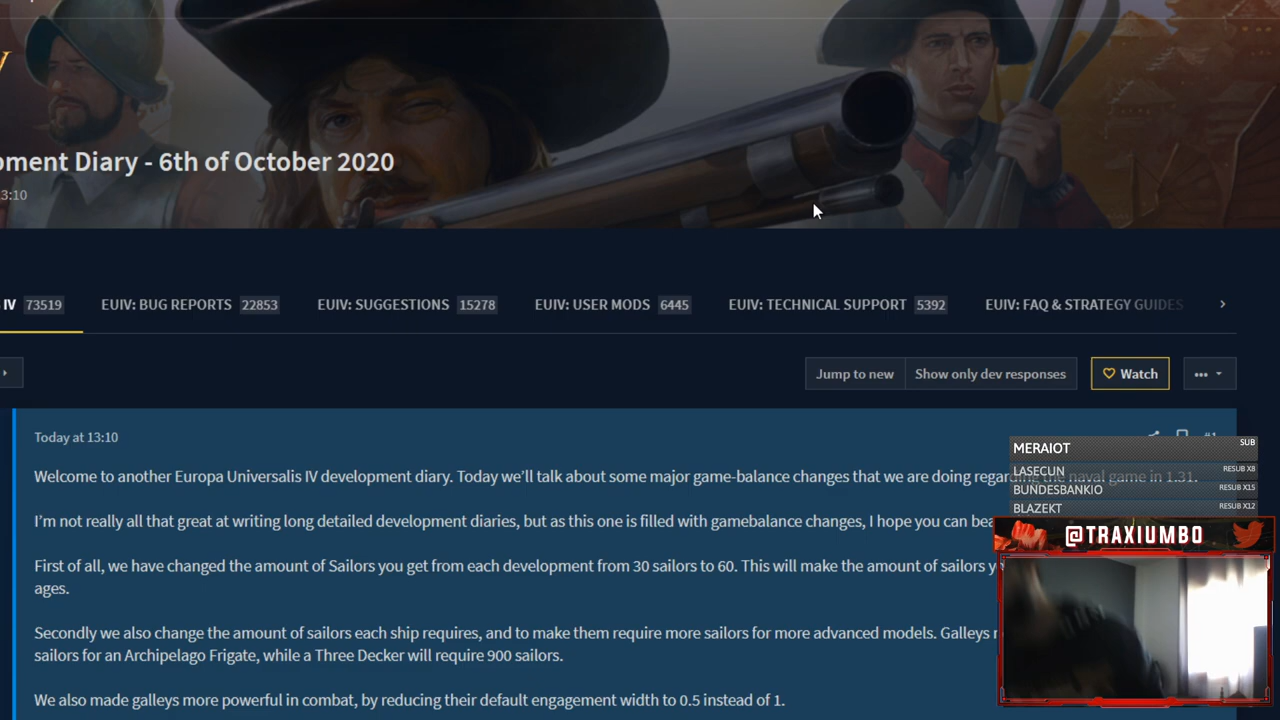 pment Diary - 6th of October 2020
3:10
IV 73519 EUIV: BUG REPORTS 22853 EUIV: SUGGESTIONS 15278 EUIV: USER MODS 6445 EUIV: TECHNICAL SUPPORT 5392 EUIV: FAQ & STRATEGY GUIDES
Jump to new Show only dev responses Watch
Today at 13:10 #1
Welcome to another Europa Universalis IV development diary. Today we’ll talk about some major game-balance changes that we are doing regarding the naval game in 1.31.
I’m not really all that great at writing long detailed development diaries, but as this one is filled with gamebalance changes, I hope you can bea
First of all, we have changed the amount of Sailors you get from each development from 30 sailors to 60. This will make the amount of sailors y
ages.
Secondly we also change the amount of sailors each ship requires, and to make them require more sailors for more advanced models. Galleys
sailors for an Archipelago Frigate, while a Three Decker will require 900 sailors.
We also made galleys more powerful in combat, by reducing their default engagement width to 0.5 instead of 1.
MERAIOT SUB
LASECUN RESUB X8
BUNDESBANKIO RESUB X15
BLAZEKT RESUB X12
@TRAXIUMBO